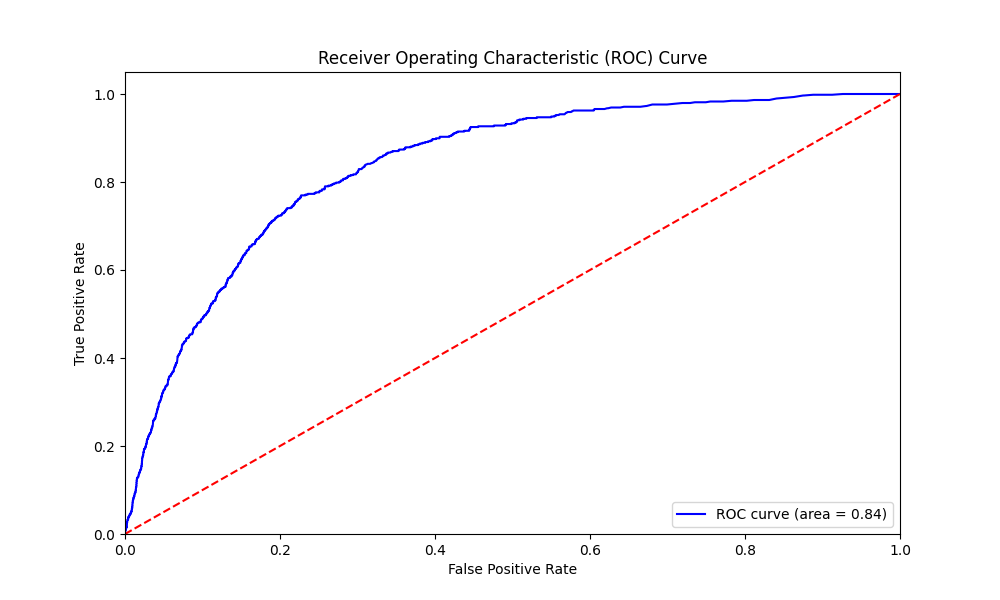 Receiver Operating Characteristic (ROC) Curve
1.0
0.8
0.6
0.4
0.2
0.0
True Positive Rate
ROC curve (area = 0.84)
0.0 0.2 0.4 0.6 0.8 1.0
False Positive Rate